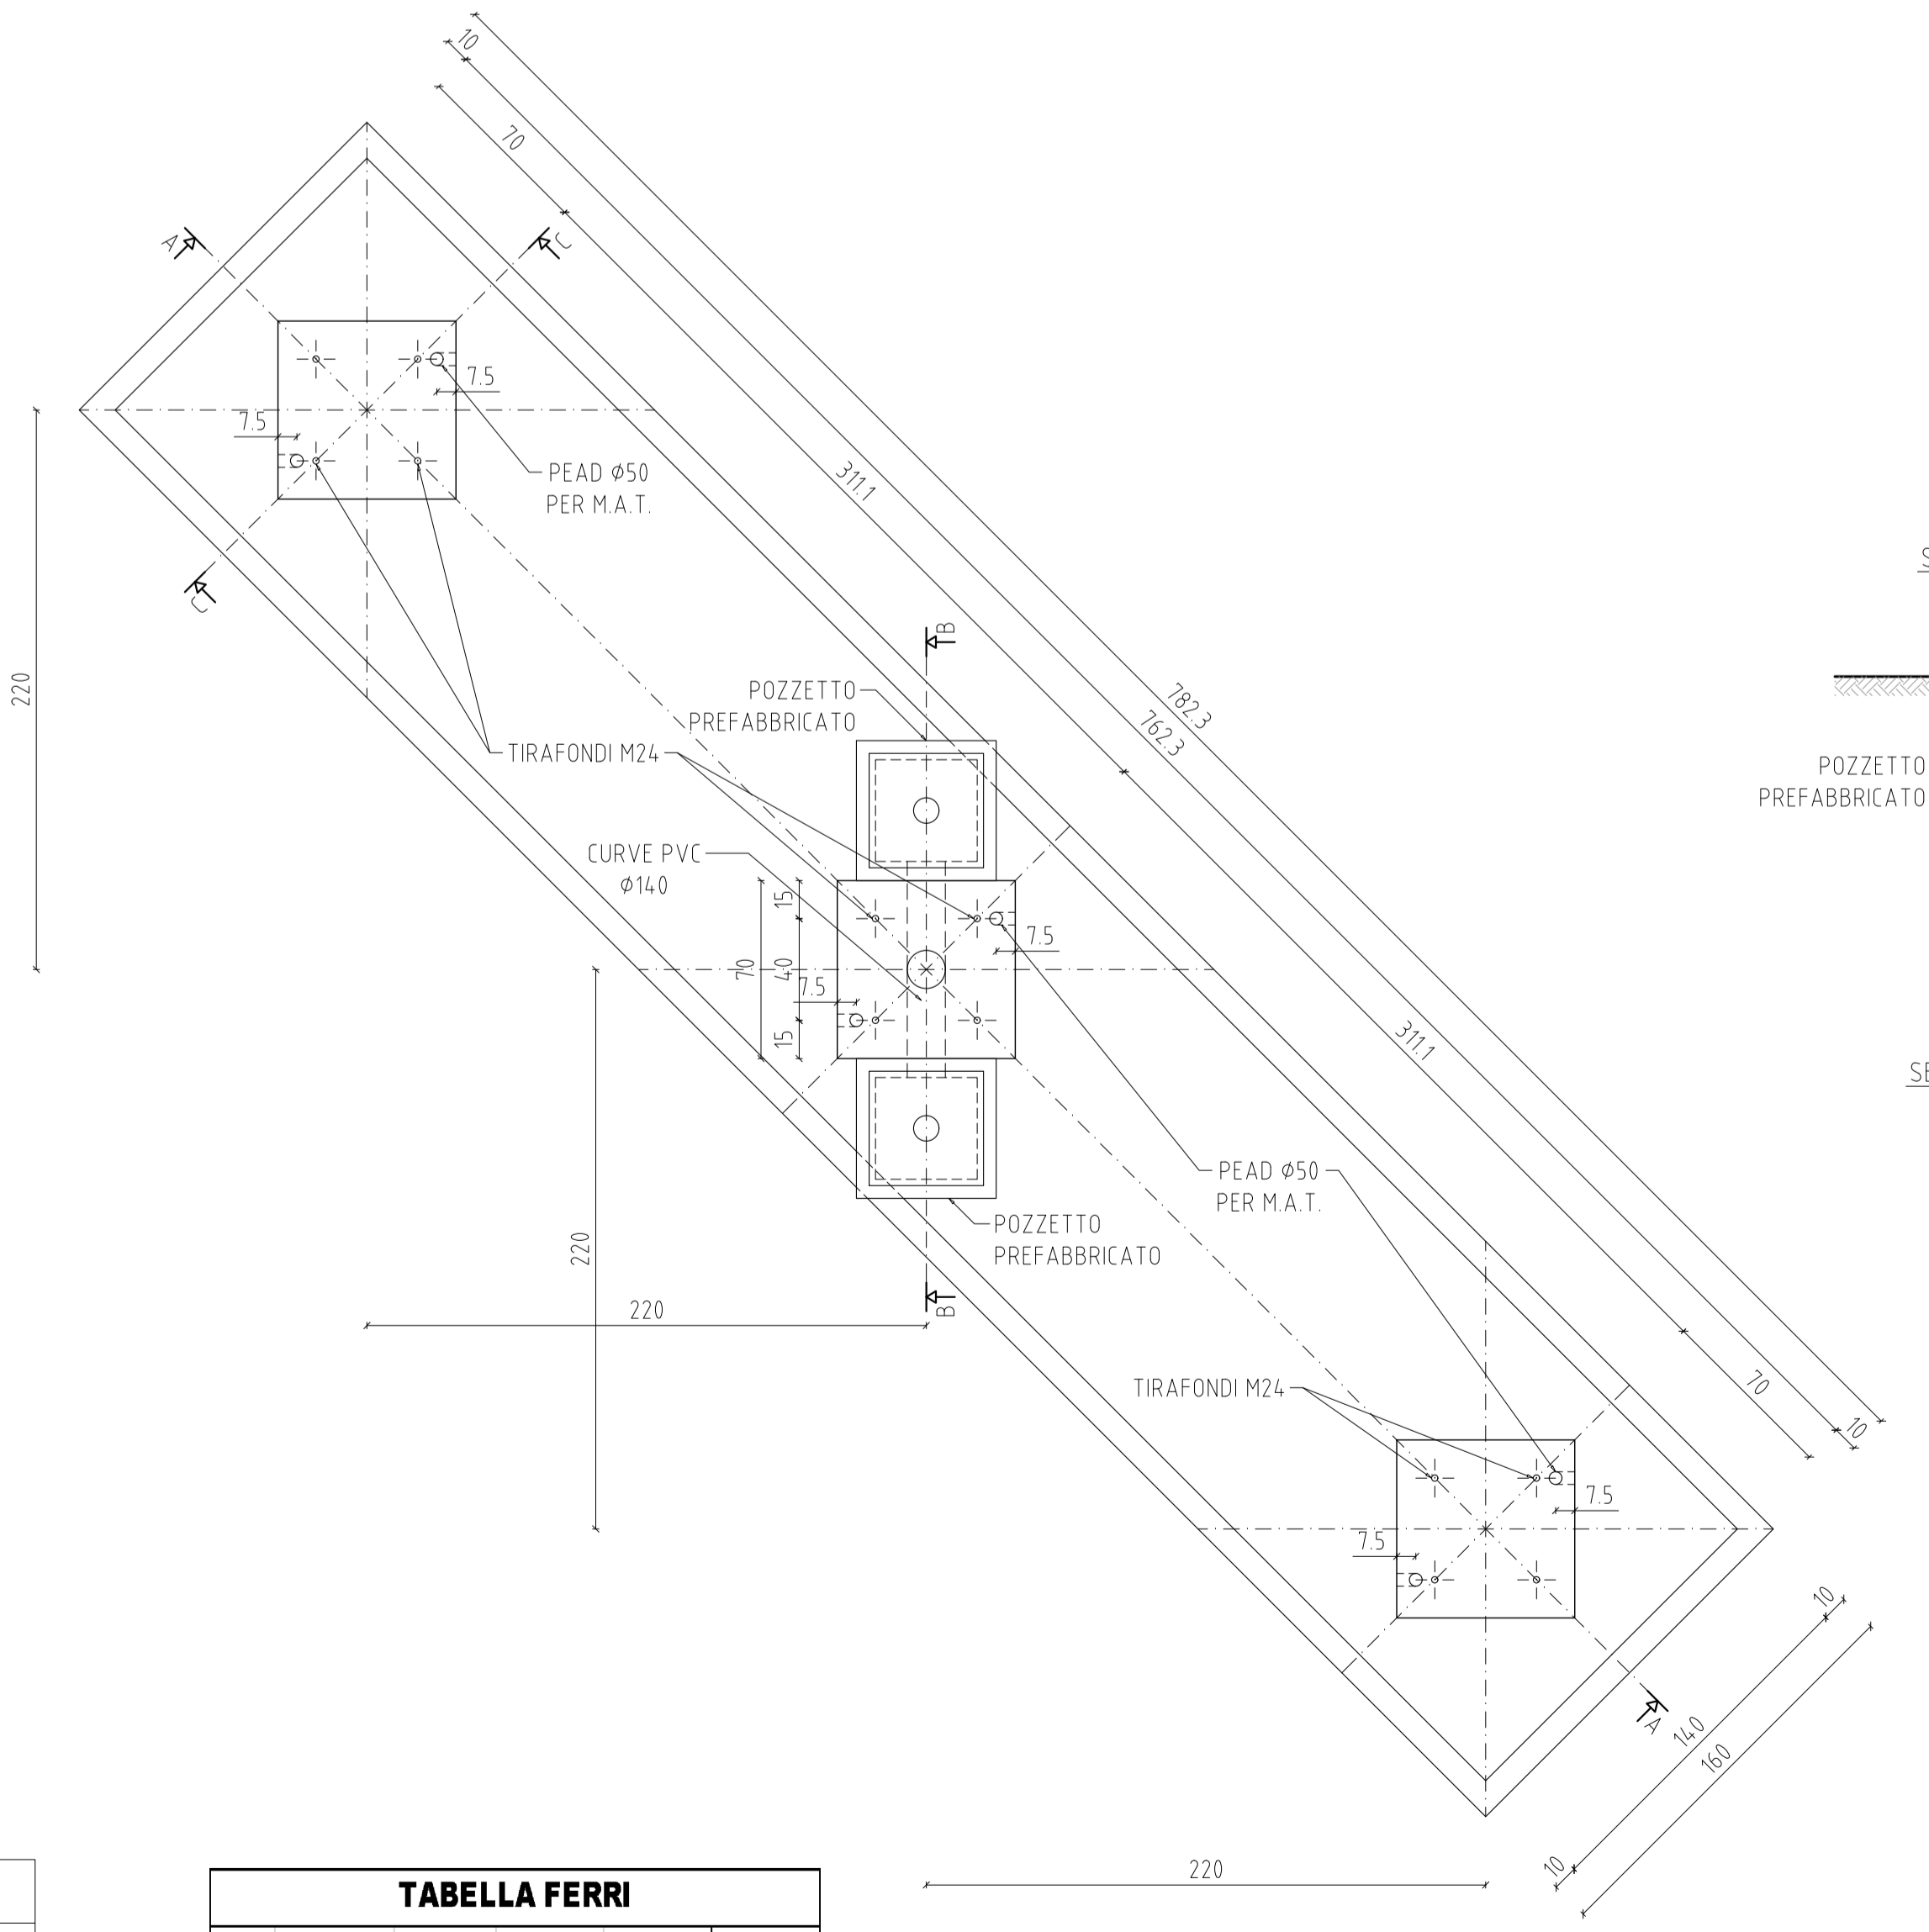 10
70
A
C
7.5
7.5
220
PEAD ø50
PER M.A.T.
311.1
C
B
782.3
762.3
POZZETTO
PREFABBRICATO
TIRAFONDI M24
POZZETTO
PREFABBRICATO
CURVE PVC
ø140
15
70
40
15
7.5
7.5
311.1
PEAD ø50
PER M.A.T.
POZZETTO
PREFABBRICATO
220
220
B
TIRAFONDI M24
70
10
7.5
7.5
10
A
140
160
10
220
TABELLA FERRI